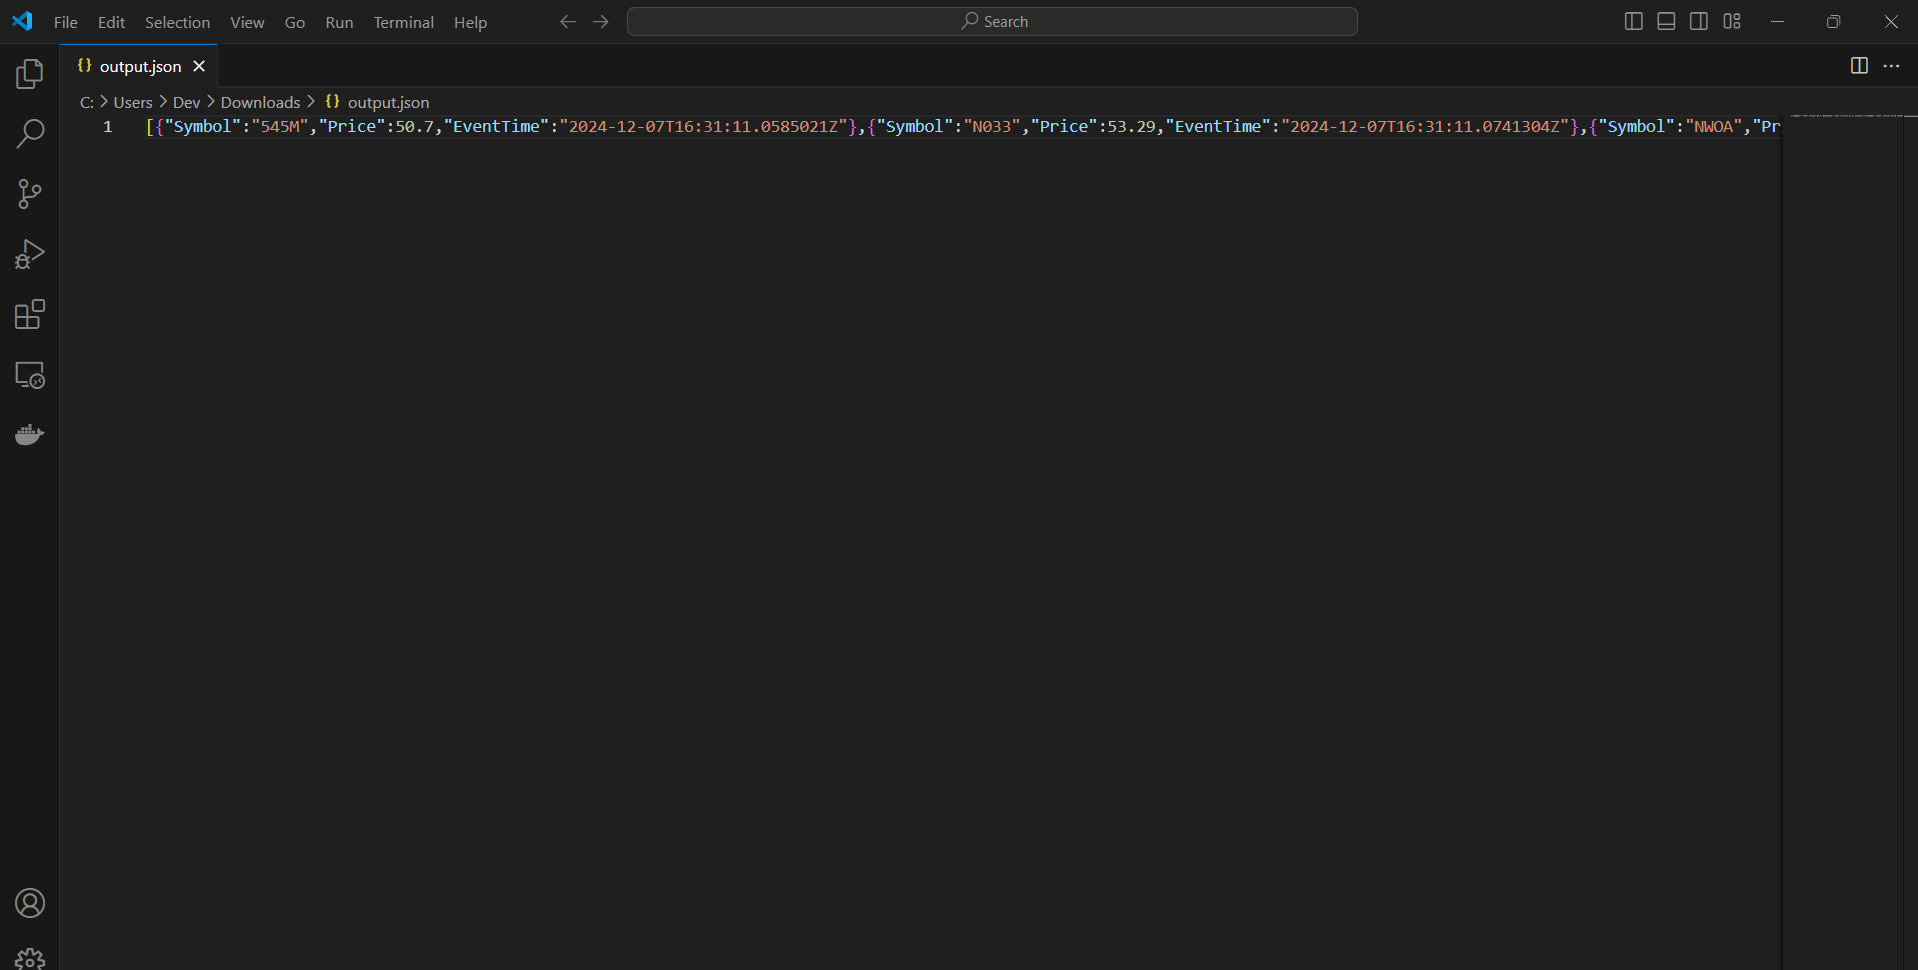 File Edit Selection View Go Run Terminal Help Search
{} output.json
C: > Users > Dev > Downloads > {} output.json
1 [{"Symbol":"545M","Price":50.7,"EventTime":"2024-12-07T16:31:11.0585021Z"},{"Symbol":"N033","Price":53.29,"EventTime":"2024-12-07T16:31:11.0741304Z"},{"Symbol":"NWOA","Pr